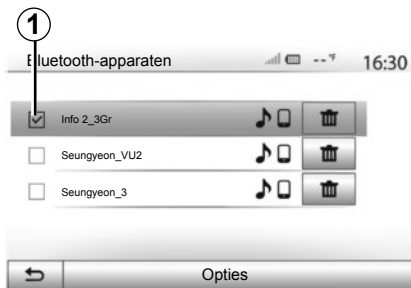 1
Bluetooth-apparaten -- °F 16:30
Info 2_3Gr
Seungyeon_VU2
Seungyeon_3
Opties